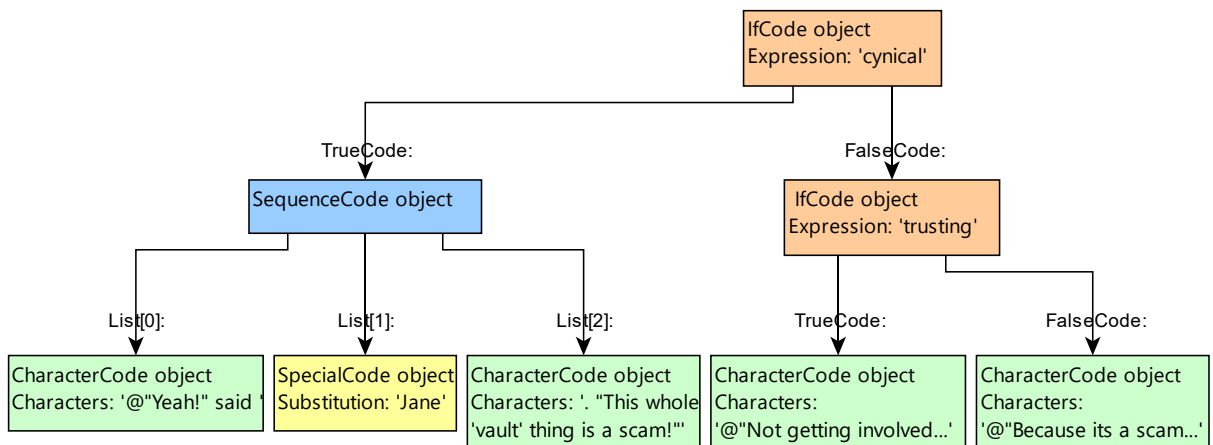 IfCode object
Expression: 'cynical'
TrueCode:
FalseCode:
SequenceCode object
IfCode object
Expression: 'trusting'
List[0]:
List[1]:
List[2]:
TrueCode:
FalseCode:
CharacterCode object
Characters: '@"Yeah!" said '
SpecialCode object
Substitution: 'Jane'
CharacterCode object
Characters: '. "This whole
'vault' thing is a scam!"'
CharacterCode object
Characters:
'@"Not getting involved...'
CharacterCode object
Characters:
'@"Because its a scam...'